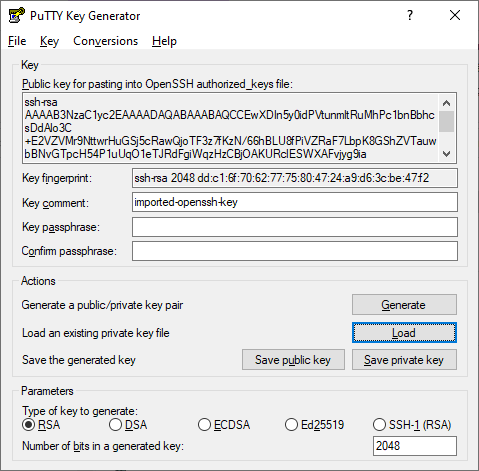 PuTTY Key Generator
?
File Key Conversions Help
Key
Public key for pasting into OpenSSH authorized_keys file:
ssh-rsa
AAAAB3NzaC1yc2EAAAADAQABAAABAQCCEwXDln5y0idPVtunmltRuMhPc1bnBbhc
sDdAlo3C
+E2VZVMr9NttwrHuGSj5cRawQjoTF3z7fKzN/66hBLU8fPiVZRaF7LbpK8GShZVTauw
bBNvGTpcH54P1uUqO1eTJRdFgiWqzHzCBjOAKURclESWXAFvjyg9ia
Key fingerprint: ssh-rsa 2048 dd:c1:6f:70:62:77:75:80:47:24:a9:d6:3c:be:47:f2
Key comment: imported-openssh-key
Key passphrase:
Confirm passphrase:
Actions
Generate a public/private key pair Generate
Load an existing private key file Load
Save the generated key Save public key Save private key
Parameters
Type of key to generate:
RSA DSA ECDSA Ed25519 SSH-1 (RSA)
Number of bits in a generated key: 2048